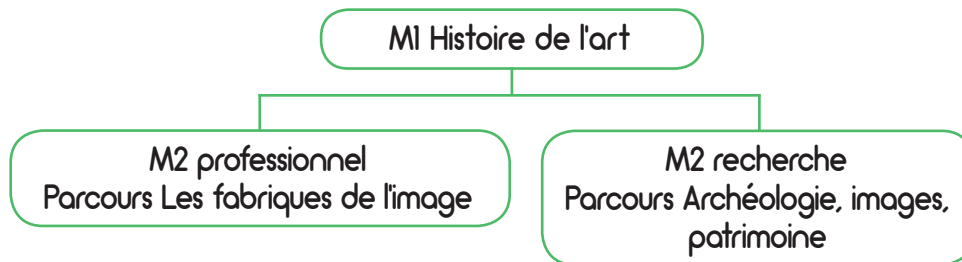 M1 Histoire de l'art
M2 professionnel
Parcours Les fabriques de l'image
M2 recherche
Parcours Archéologie, images,
patrimoine